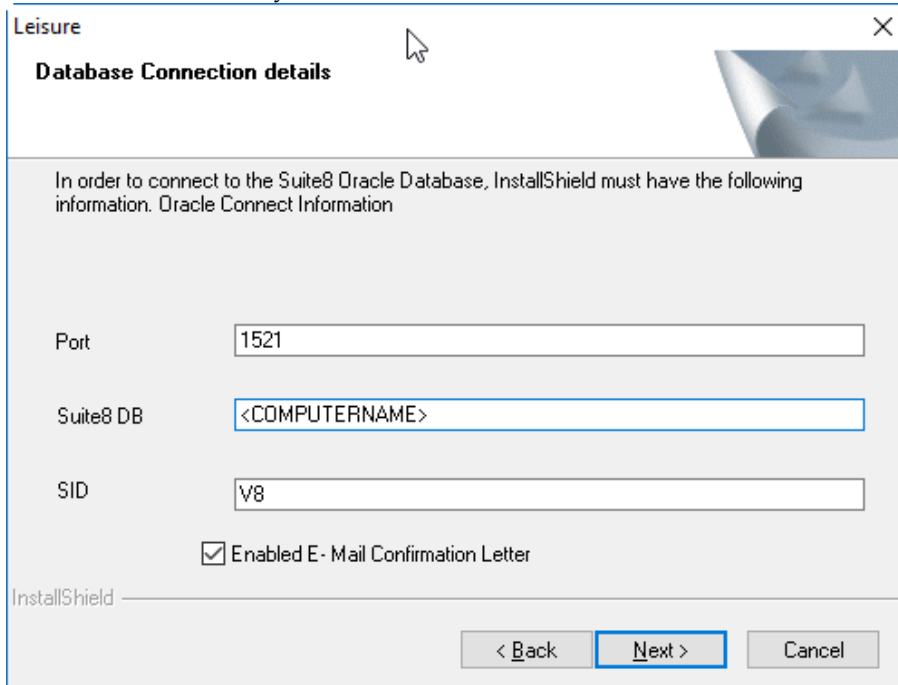 Leisure
Database Connection details
In order to connect to the Suite8 Oracle Database, InstallShield must have the following
information. Oracle Connect Information
Port
1521
Suite8 DB
<COMPUTERNAME>
SID
V8
Enabled E- Mail Confirmation Letter
InstallShield
< Back
Next >
Cancel